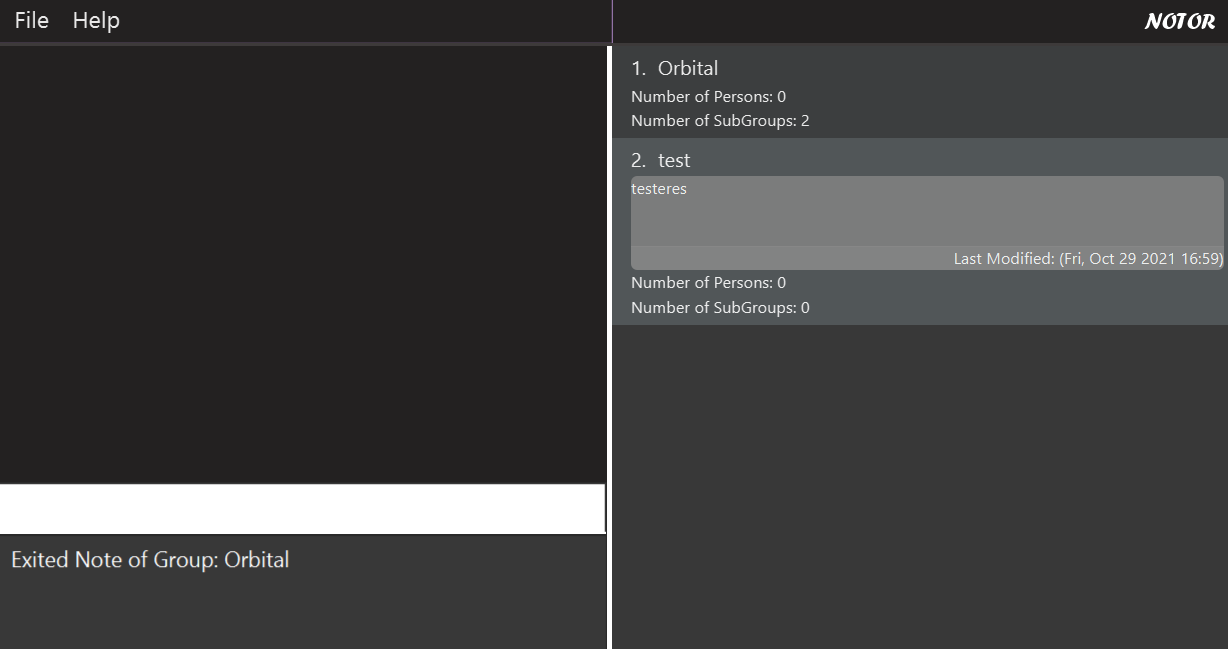 File Help
NOTOR
1. Orbital
Number of Persons: 0
Number of SubGroups: 2
2. test
testeres
Last Modified: (Fri, Oct 29 2021 16:59)
Number of Persons: 0
Number of SubGroups: 0
Exited Note of Group: Orbital